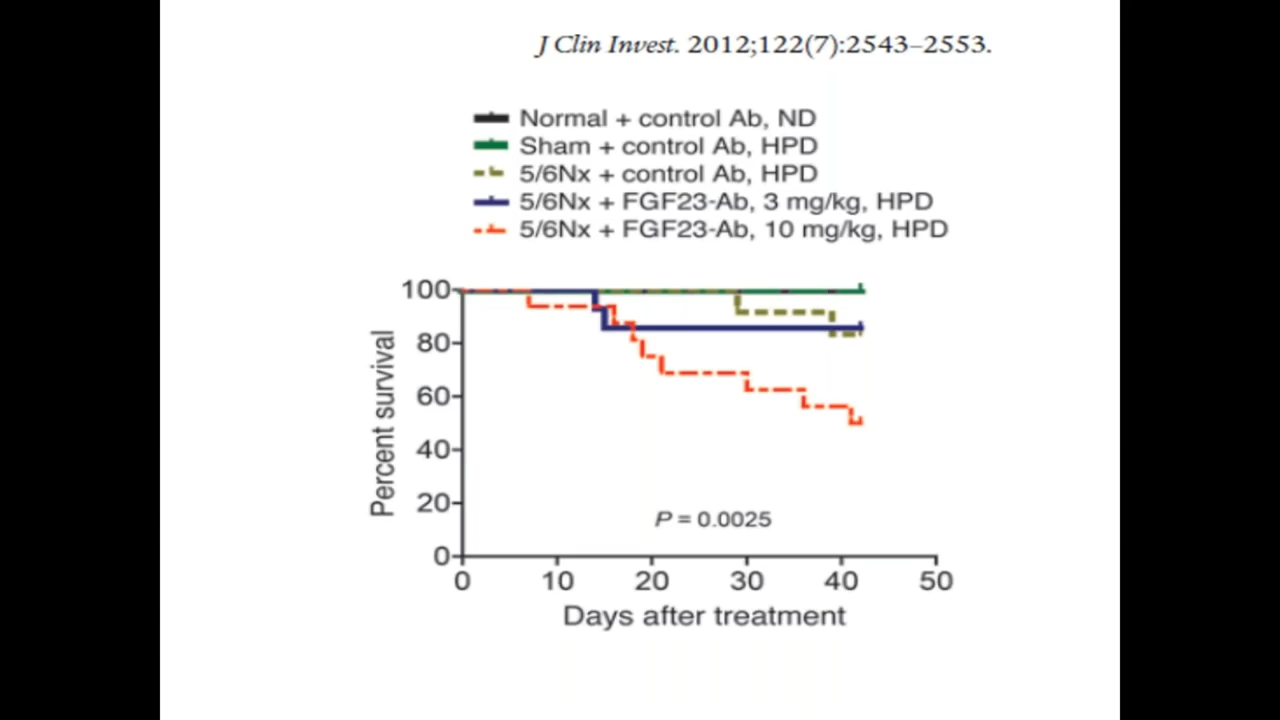 J Clin Invest. 2012;122(7):2543–2553.
Normal + control Ab, ND
Sham + control Ab, HPD
5/6Nx + control Ab, HPD
5/6Nx + FGF23-Ab, 3 mg/kg, HPD
5/6Nx + FGF23-Ab, 10 mg/kg, HPD
100
80
60
40
20
0
Percent survival
P = 0.0025
0 10 20 30 40 50
Days after treatment